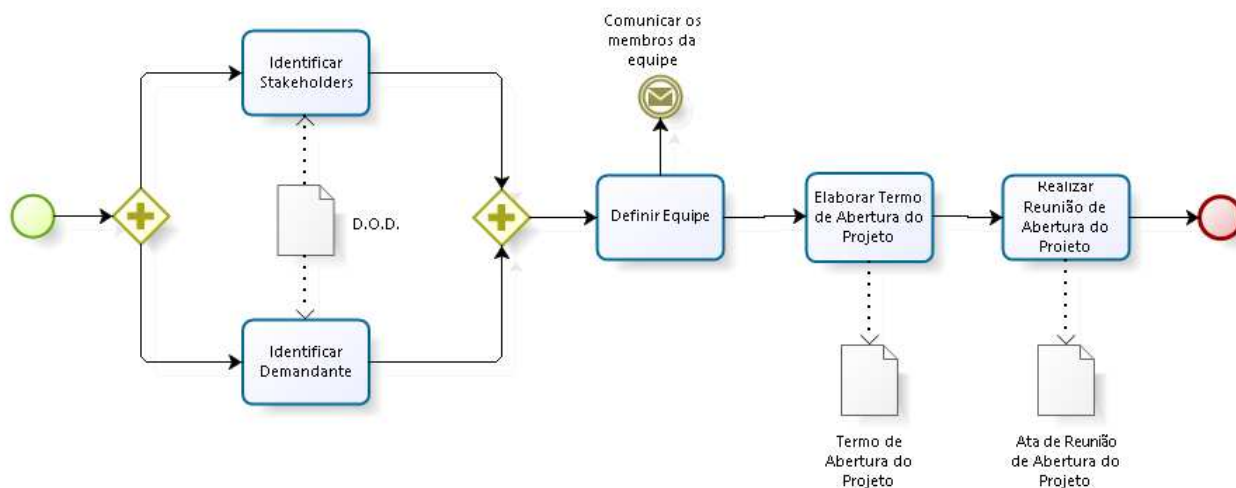 Comunicar os
membros da
equipe
Identificar
Stakeholders
D.O.D.
Identificar
Demandante
Definir Equipe
Elaborar Termo
de Abertura do
Projeto
Realizar
Reunião de
Abertura do
Projeto
Termo de
Abertura do
Projeto
Ata de Reunião
de Abertura do
Projeto